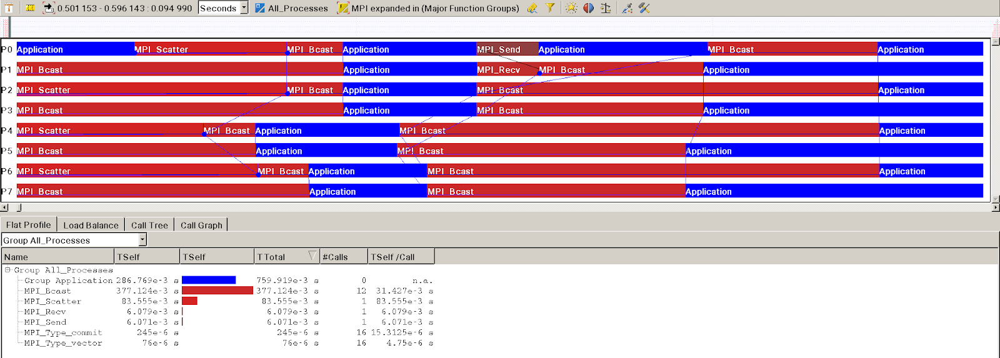 0.501 153 - 0.596 143 : 0.094 990 Seconds All_Processes MPI expanded in (Major Function Groups)
P0 Application MPI_Scatter MPI_Bcast Application MPI_Send Application MPI_Bcast Application
P1 MPI_Bcast Application MPI_Recv MPI_Bcast Application
P2 MPI_Scatter MPI_Bcast Application MPI_Bcast Application
P3 MPI_Bcast Application MPI_Bcast Application
P4 MPI_Scatter MPI_Bcast Application MPI_Bcast Application
P5 MPI_Bcast Application MPI_Bcast Application
P6 MPI_Scatter MPI_Bcast Application MPI_Bcast Application
P7 MPI_Bcast Application MPI_Bcast Application
Flat Profile Load Balance Call Tree Call Graph
Group All_Processes
Name TSelf TSelf TTotal #Calls TSelf /Call
Group All_Processes
Group Application 286.769e-3 s 759.919e-3 s 0 n.a.
MPI_Bcast 377.124e-3 s 377.124e-3 s 12 31.427e-3 s
MPI_Scatter 83.555e-3 s 83.555e-3 s 1 83.555e-3 s
MPI_Recv 6.079e-3 s 6.079e-3 s 1 6.079e-3 s
MPI_Send 6.071e-3 s 6.071e-3 s 1 6.071e-3 s
MPI_Type_commit 245e-6 s 245e-6 s 16 15.3125e-6 s
MPI_Type_vector 76e-6 s 76e-6 s 16 4.75e-6 s